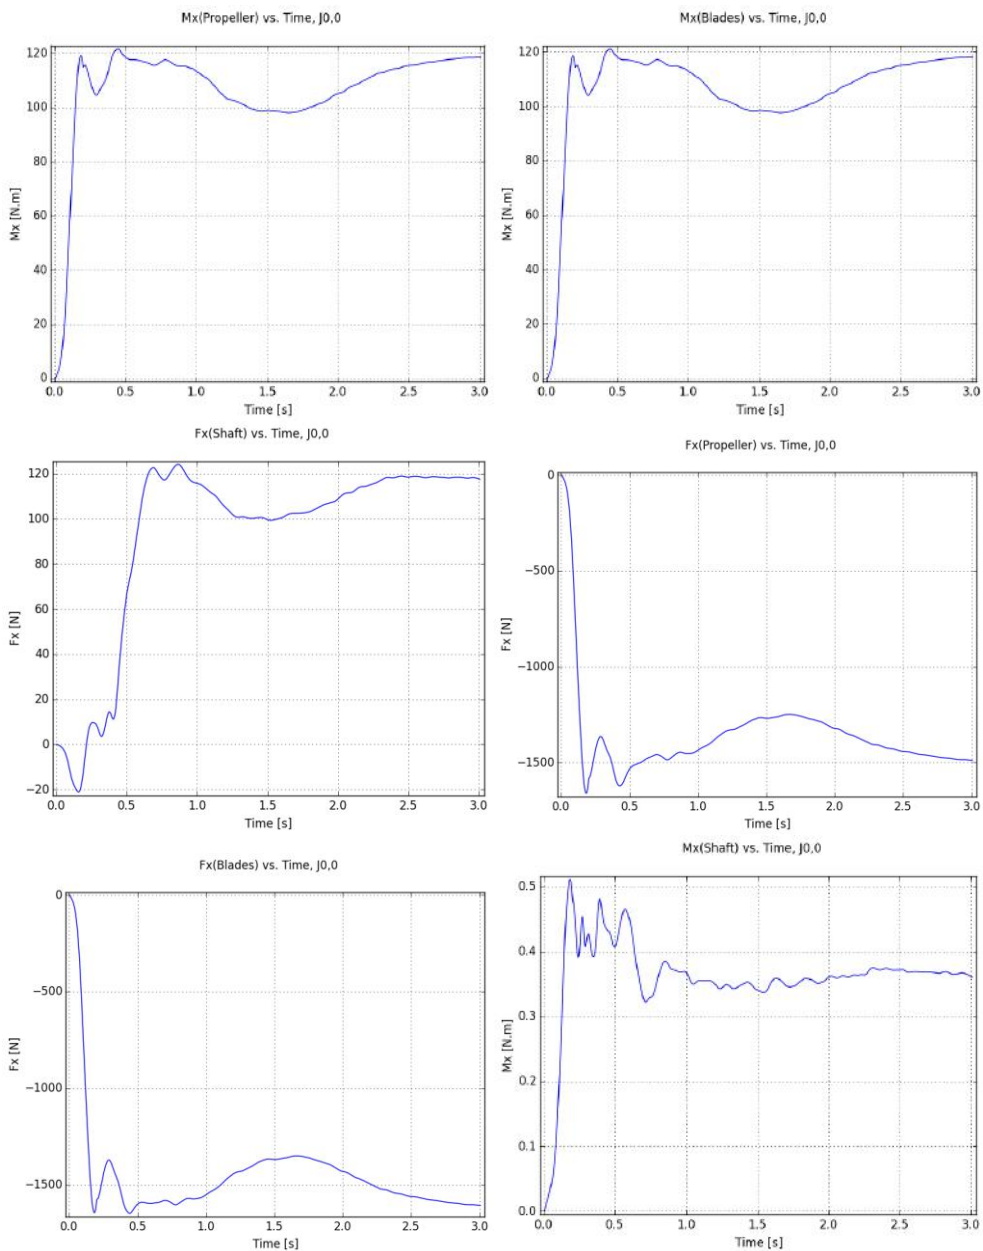 Mx(Propeller) vs. Time, J0,0
Mx [N.m]
120
100
80
60
40
20
0
0.0 0.5 1.0 1.5 2.0 2.5 3.0
Time [s]
Mx(Blades) vs. Time, J0,0
Mx [N.m]
120
100
80
60
40
20
0
0.0 0.5 1.0 1.5 2.0 2.5 3.0
Time [s]
Fx(Shaft) vs. Time, J0,0
Fx [N]
120
100
80
60
40
20
0
−20
0.0 0.5 1.0 1.5 2.0 2.5 3.0
Time [s]
Fx(Propeller) vs. Time, J0,0
Fx [N]
0
−500
−1000
−1500
0.0 0.5 1.0 1.5 2.0 2.5 3.0
Time [s]
Fx(Blades) vs. Time, J0,0
Fx [N]
0
−500
−1000
−1500
0.0 0.5 1.0 1.5 2.0 2.5 3.0
Time [s]
Mx(Shaft) vs. Time, J0,0
Mx [N.m]
0.5
0.4
0.3
0.2
0.1
0.0
0.0 0.5 1.0 1.5 2.0 2.5 3.0
Time [s]